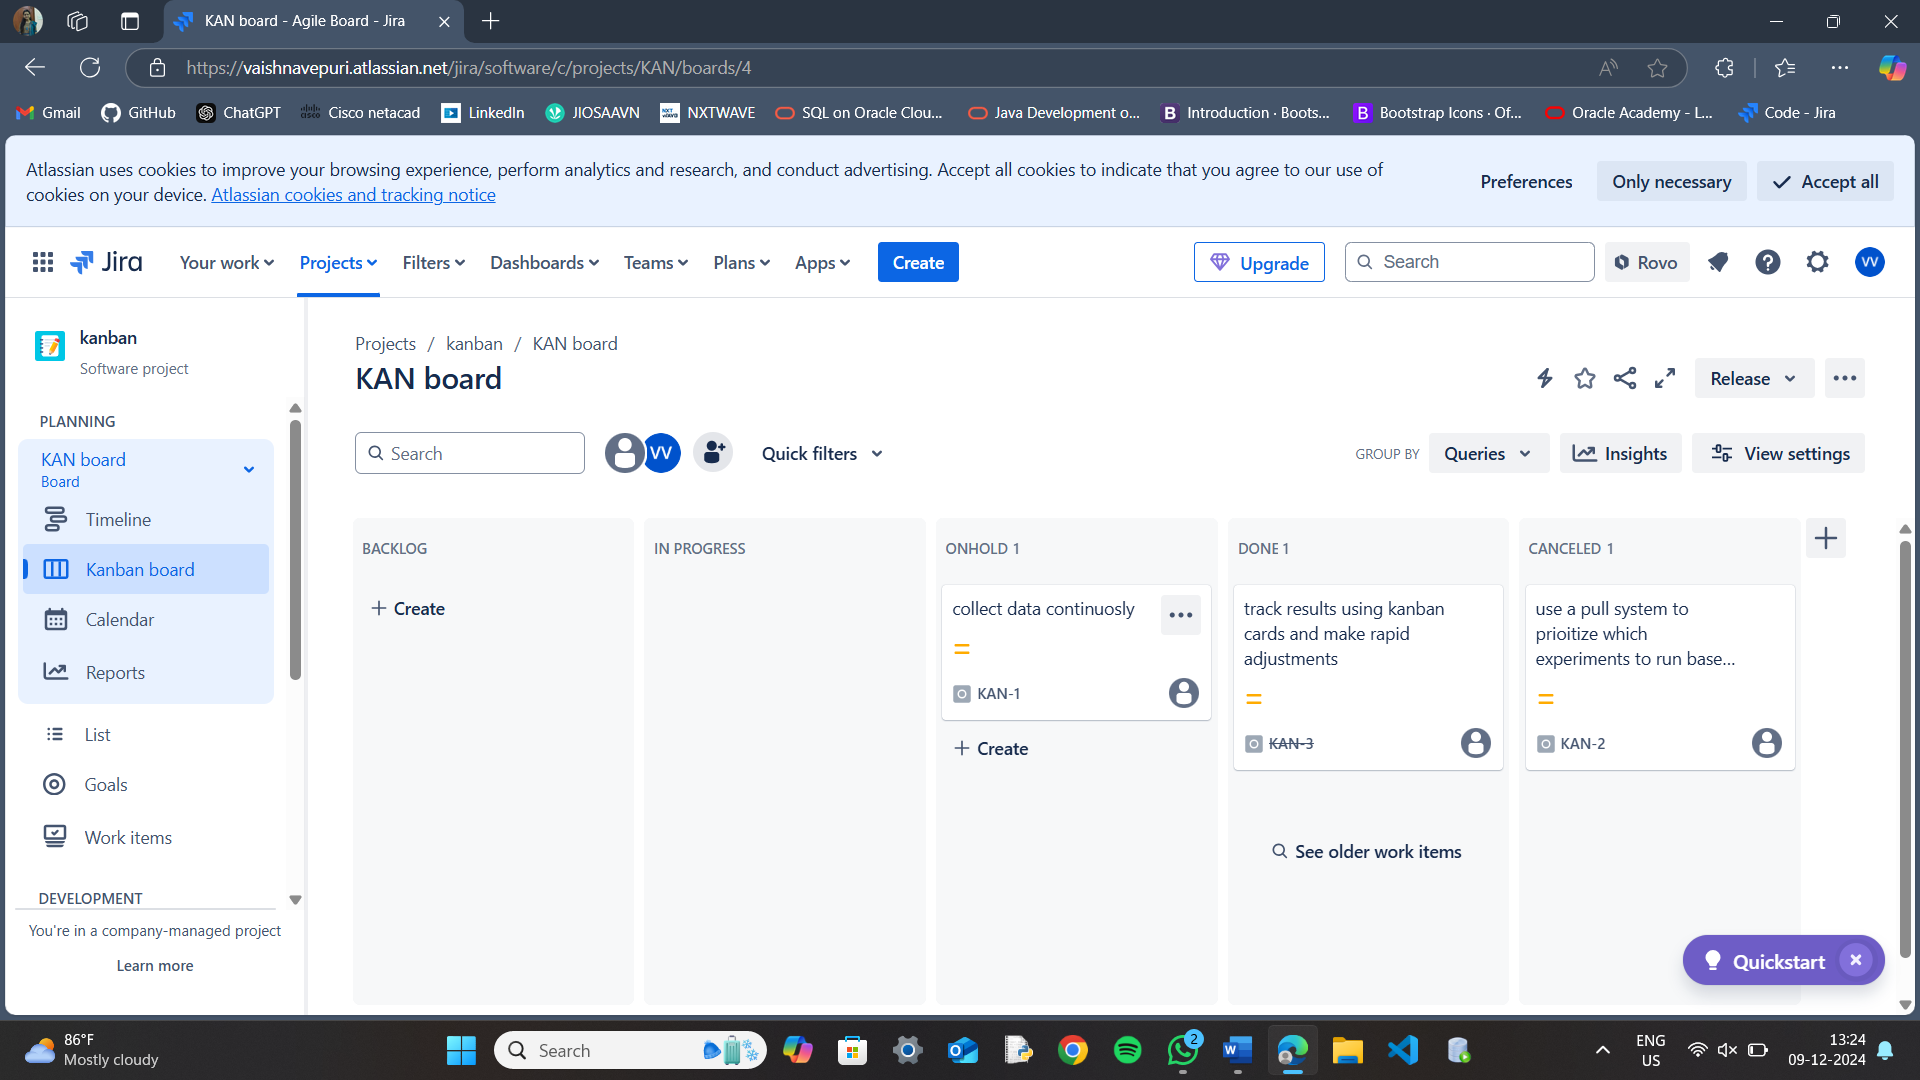 KAN board - Agile Board - Jira
https://vaishnavepuri.atlassian.net/jira/software/c/projects/KAN/boards/4
Gmail
GitHub
ChatGPT
Cisco netacad
LinkedIn
JIOSAAVN
NXTWAVE
SQL on Oracle Clou...
Java Development o...
Introduction · Boots...
Bootstrap Icons · Of...
Oracle Academy - L...
Code - Jira
Atlassian uses cookies to improve your browsing experience, perform analytics and research, and conduct advertising. Accept all cookies to indicate that you agree to our use of
cookies on your device. Atlassian cookies and tracking notice
Preferences
Only necessary
Accept all
Jira
Your work
Projects
Filters
Dashboards
Teams
Plans
Apps
Create
Upgrade
Search
Rovo
VV
kanban
Software project
PLANNING
KAN board
Board
Timeline
Kanban board
Calendar
Reports
List
Goals
Work items
DEVELOPMENT
You're in a company-managed project
Learn more
Projects / kanban / KAN board
KAN board
Release
Search
VV
Quick filters
GROUP BY
Queries
Insights
View settings
BACKLOG
+ Create
IN PROGRESS
ONHOLD 1
collect data continuosly
KAN-1
+ Create
DONE 1
track results using kanban
cards and make rapid
adjustments
KAN-3
See older work items
CANCELED 1
use a pull system to
prioitize which
experiments to run base...
KAN-2
Quickstart
86°F
Mostly cloudy
Search
2
ENG
US
13:24
09-12-2024